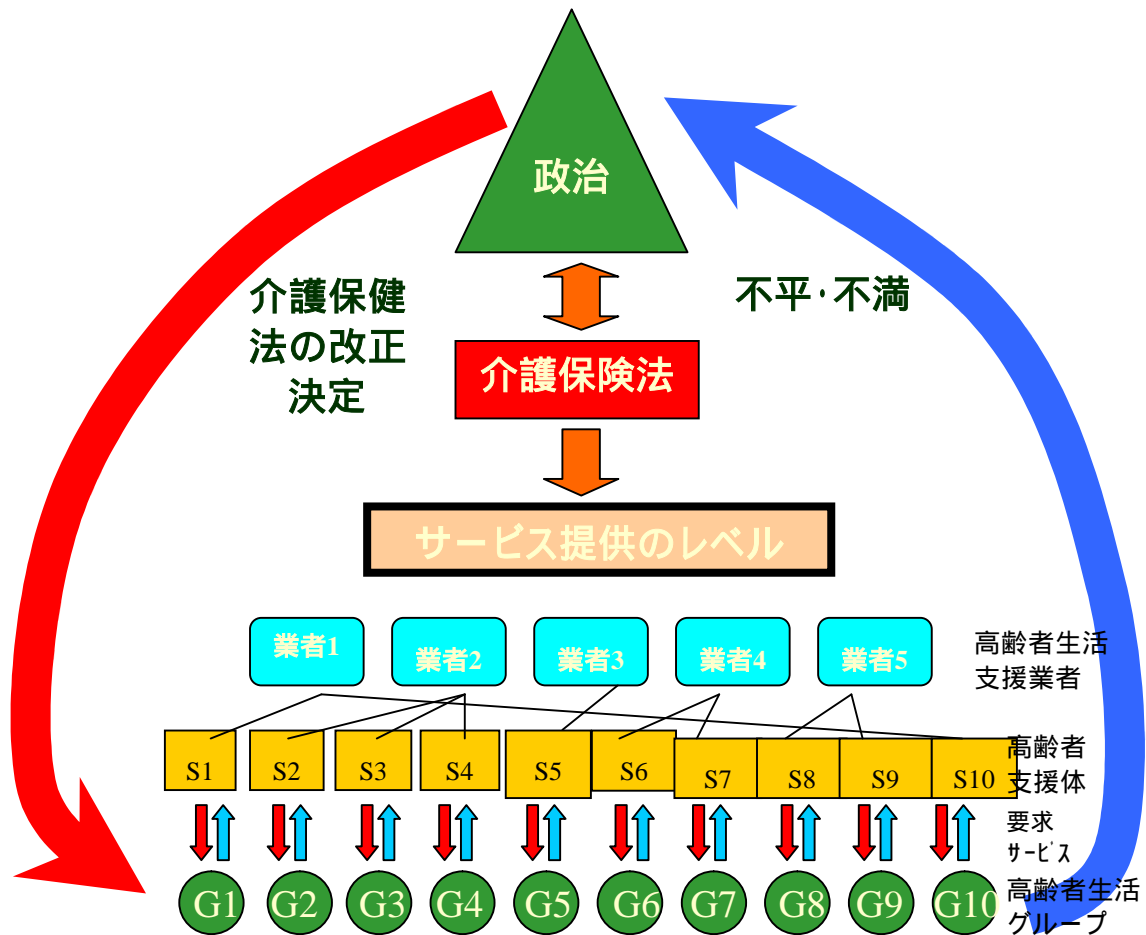 政治
介護保健
法の改正
決定
不平・不満
介護保険法
サービス提供のレベル
業者1
業者2
業者3
業者4
業者5
高齢者生活
支援業者
S1
S2
S3
S4
S5
S6
S7
S8
S9
S10
高齢者
支援体
要求
ｻｰﾋﾞｽ
G1
G2
G3
G4
G5
G6
G7
G8
G9
G10
高齢者生活
グループ